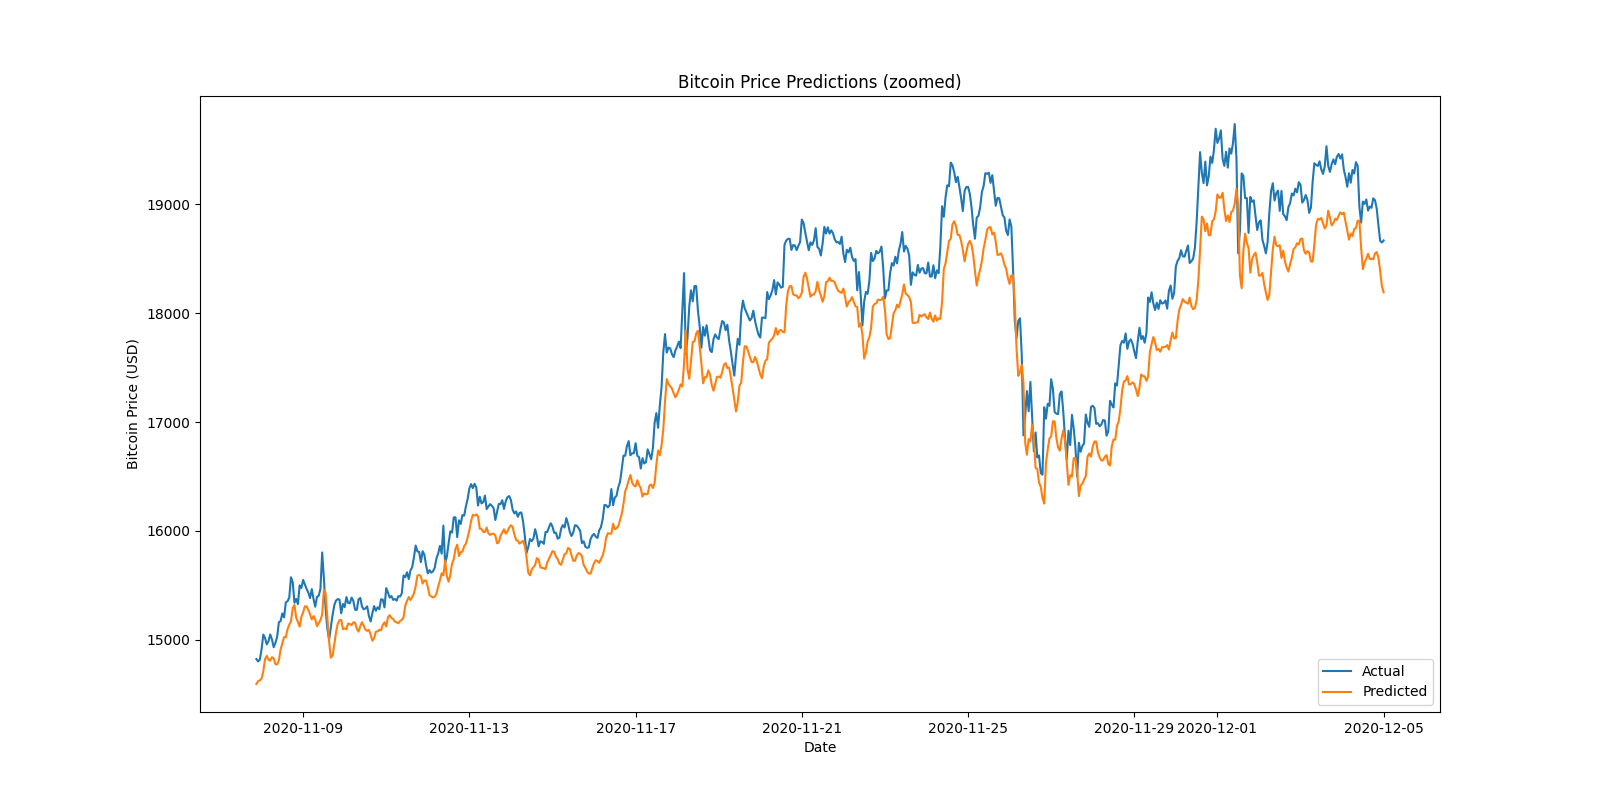 Bitcoin Price Predictions (zoomed)
Bitcoin Price (USD)
19000
18000
17000
16000
15000
2020-11-09 2020-11-13 2020-11-17 2020-11-21 2020-11-25 2020-11-29 2020-12-01 2020-12-05
Date
Actual
Predicted